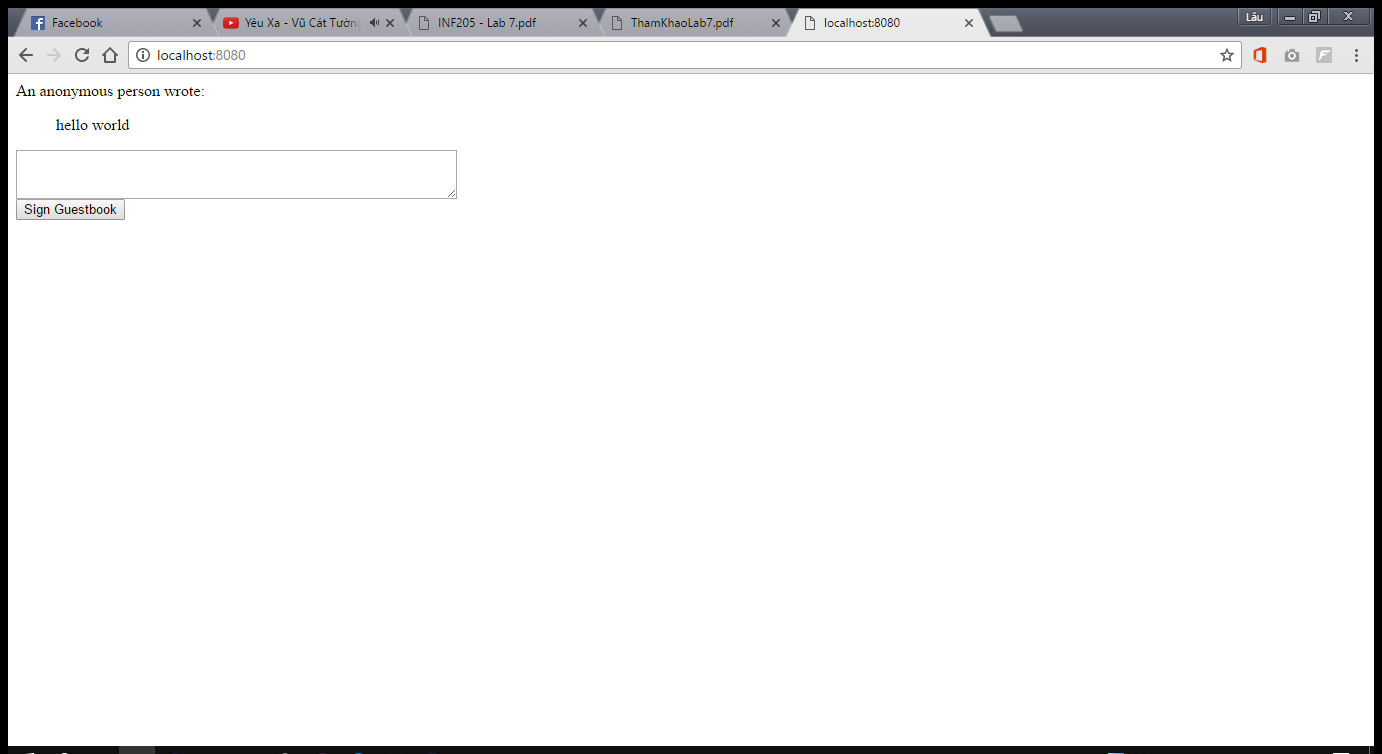 Facebook
Yêu Xa - Vũ Cát Tườn
INF205 - Lab 7.pdf
ThamKhaoLab7.pdf
localhost:8080
Lâu
localhost:8080
An anonymous person wrote:
hello world
Sign Guestbook